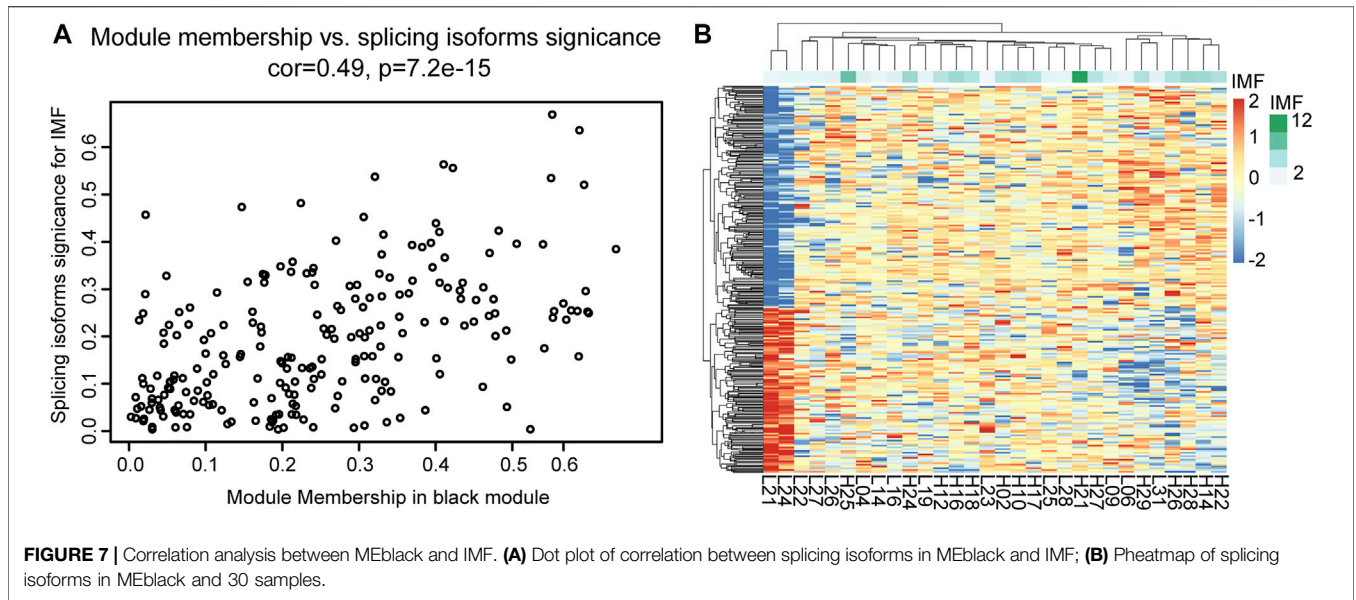 A Module membership vs. splicing isoforms signicance
cor=0.49, p=7.2e-15
Splicing isoforms signicance for IMF
0.6
0.5
0.4
0.3
0.2
0.1
0.0
0.0 0.1 0.2 0.3 0.4 0.5 0.6
Module Membership in black module
B
IMF
2
1
0
-1
-2
IMF
12
2
L21 L24 L22 L27 L26 H25 L04 L14 L16 H24 L19 H12 H16 H18 L23 H02 H10 H17 L29 L28 H21 H27 L09 L06 H29 L31 H26 H28 H14 H22
FIGURE 7 | Correlation analysis between MEblack and IMF. (A) Dot plot of correlation between splicing isoforms in MEblack and IMF; (B) Pheatmap of splicing
isoforms in MEblack and 30 samples.